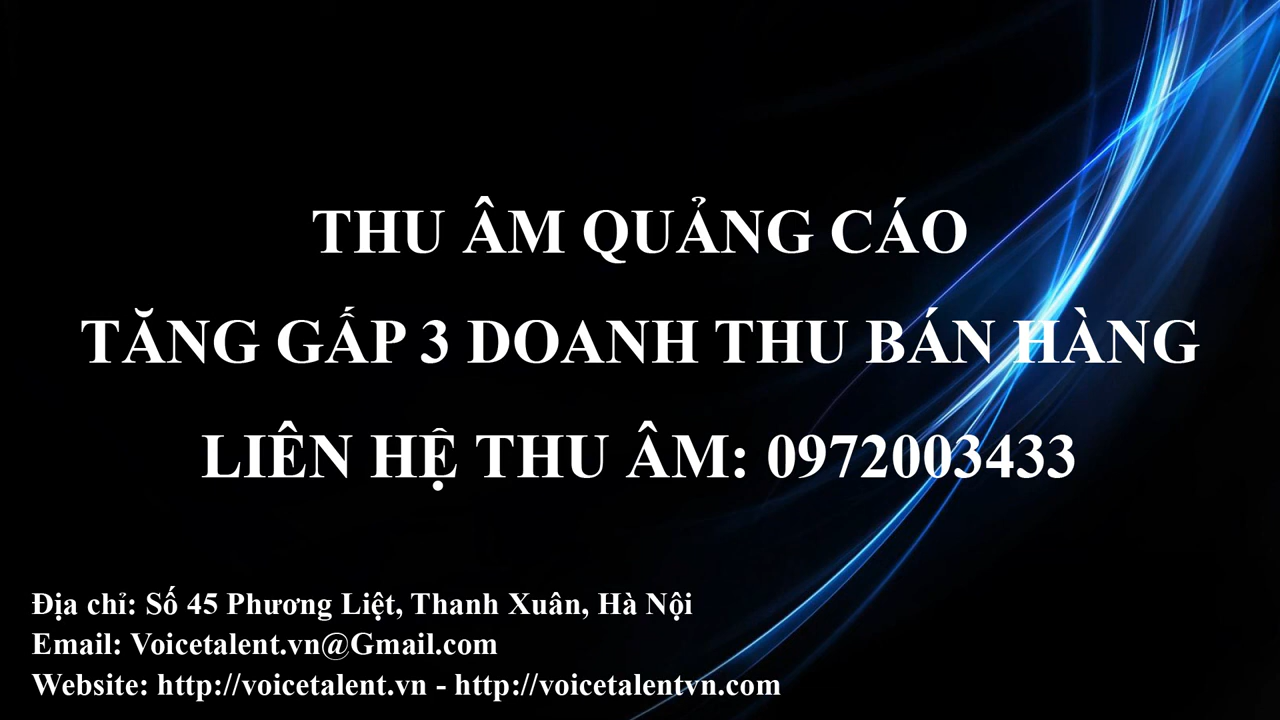 THU ÂM QUẢNG CÁO
TĂNG GẤP 3 DOANH THU BÁN HÀNG
LIÊN HỆ THU ÂM: 0972003433
Địa chỉ: Số 45 Phương Liệt, Thanh Xuân, Hà Nội
Email: Voicetalent.vn@Gmail.com
Website: http://voicetalent.vn - http://voicetalentvn.com